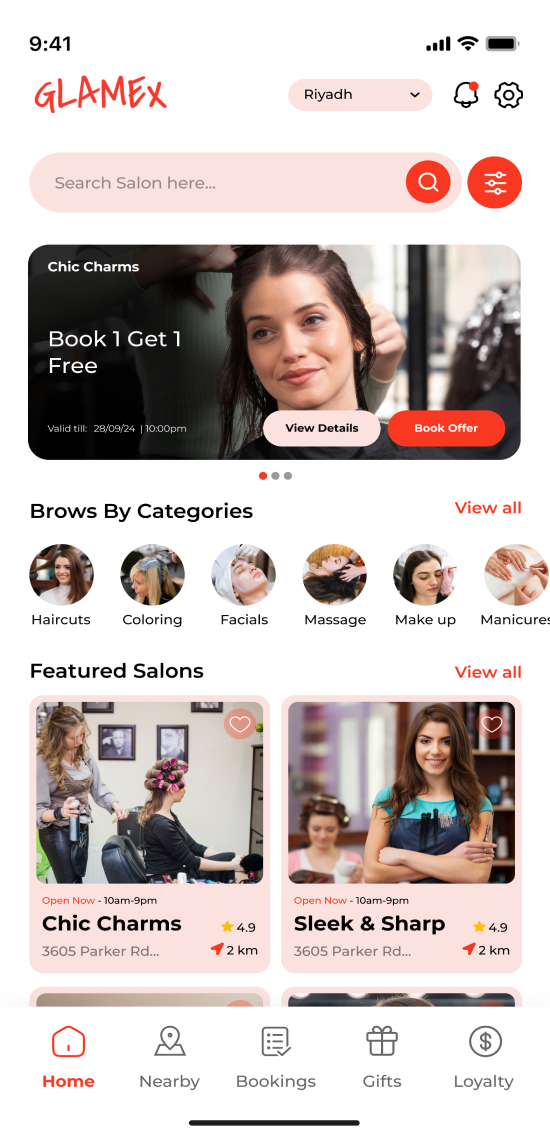 9:41
GLAMEX
Riyadh
Search Salon here...
Chic Charms
Book 1 Get 1
Free
Valid till: 28/09/24 | 10:00pm
View Details
Book Offer
Brows By Categories
View all
Haircuts
Coloring
Facials
Massage
Make up
Manicures
Featured Salons
View all
Open Now - 10am-9pm
Chic Charms
4.9
3605 Parker Rd...
2 km
Open Now - 10am-9pm
Sleek & Sharp
4.9
3605 Parker Rd...
2 km
Home
Nearby
Bookings
Gifts
Loyalty